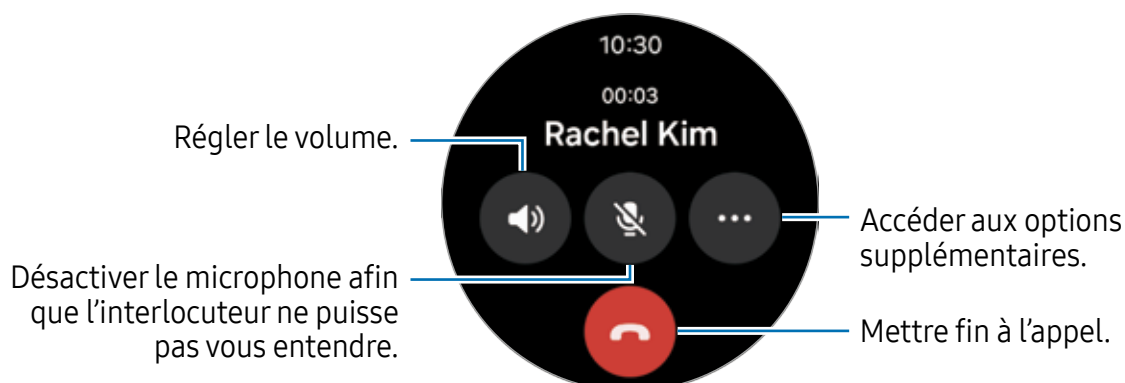 10:30
00:03
Rachel Kim
Régler le volume.
Accéder aux options
supplémentaires.
Désactiver le microphone afin
que l’interlocuteur ne puisse
pas vous entendre.
Mettre fin à l’appel.